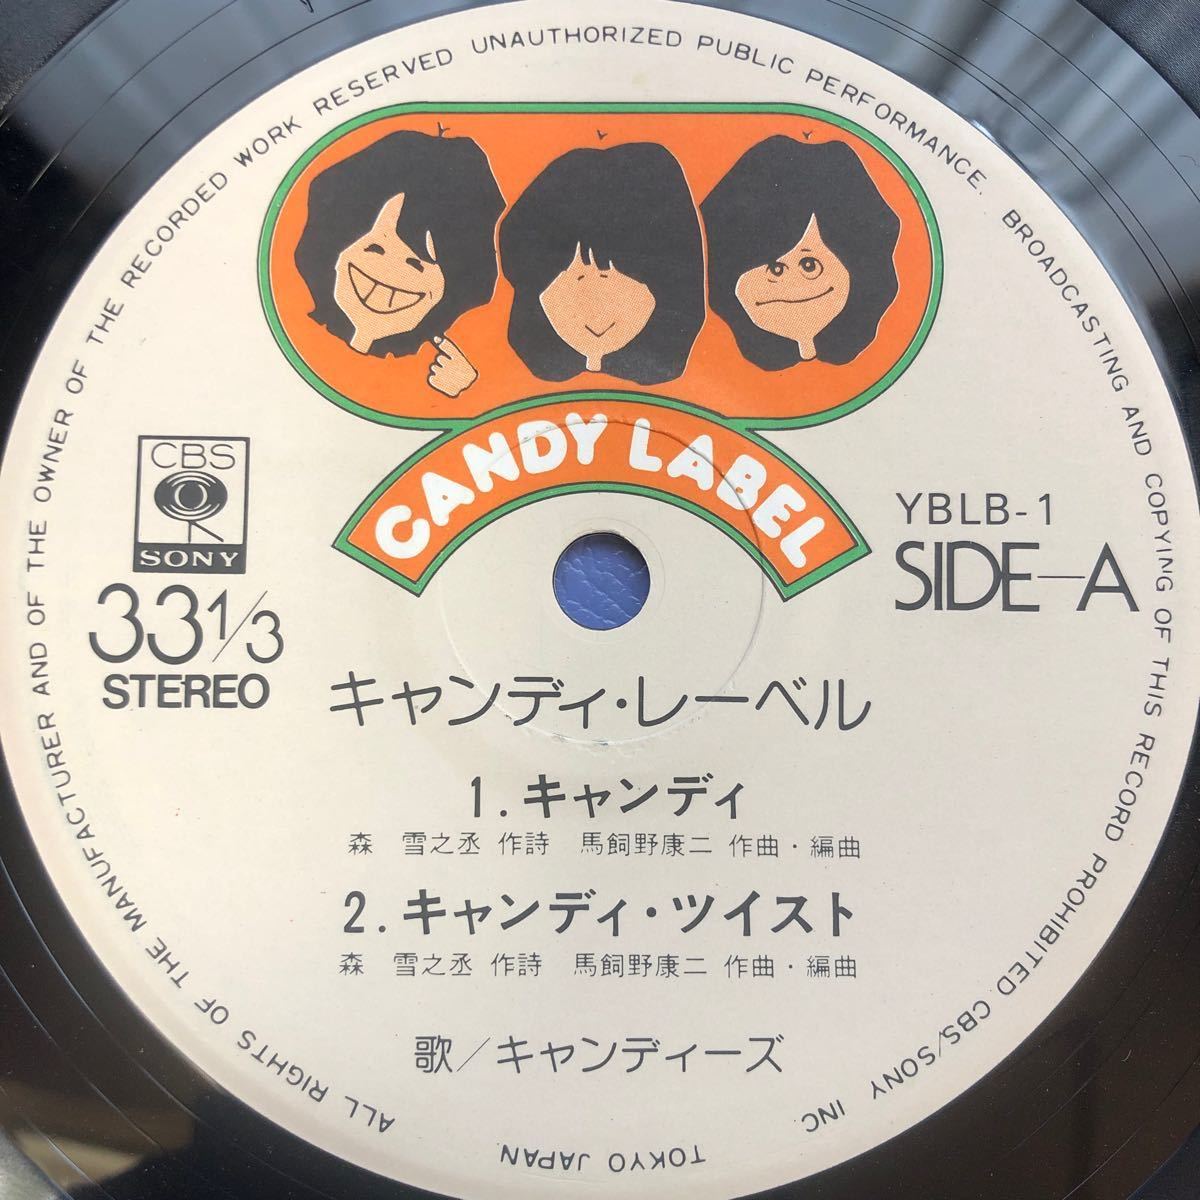 ALL RIGHTS OF THE MANUFACTURER AND OF THE OWNER OF THE RECORDED WORK RESERVED UNAUTHORIZED PUBLIC PERFORMANCE. BROADCASTING AND COPYING OF THIS RECORD PROHIBITED CBS/SONY INC
TOKYO JAPAN
CANDY LABEL
CBS
SONY
33 1/3
STEREO
YBLB-1
SIDE-A
キャンディ・レーベル
1. キャンディ
森 雪之丞 作詩 馬飼野康二 作曲・編曲
2. キャンディ・ツイスト
森 雪之丞 作詩 馬飼野康二 作曲・編曲
歌/キャンディーズ